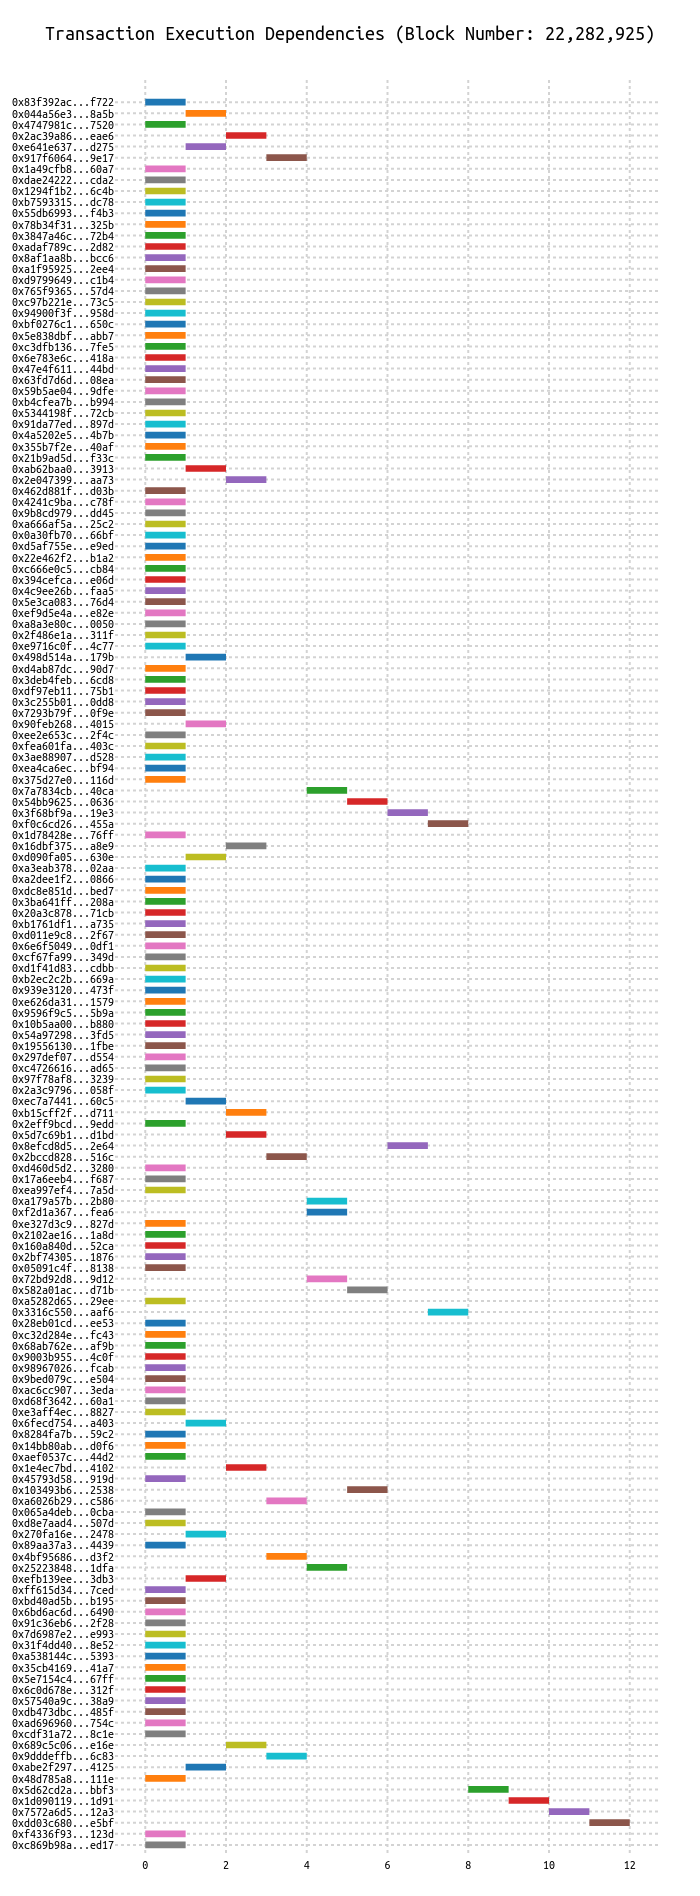 Transaction Execution Dependencies (Block Number: 22,282,925)
0x83f392ac...f722
0x044a56e3...8a5b
0x4747981c...7520
0x2ac39a86...eae6
0xe641e637...d275
0x917f6064...9e17
0x1a49cfb8...60a7
0xdae24222...cda2
0x1294f1b2...6c4b
0xb7593315...dc78
0x55db6993...f4b3
0x78b34f31...325b
0x3847a46c...72b4
0xadaf789c...2d82
0x8af1aa8b...bcc6
0xa1f95925...2ee4
0xd9799649...c1b4
0x765f9365...57d4
0xc97b221e...73c5
0x94900f3f...958d
0xbf0276c1...650c
0x5e838dbf...abb7
0xc3dfb136...7fe5
0x6e783e6c...418a
0x47e4f611...44bd
0x63fd7d6d...08ea
0x59b5ae04...9dfe
0xb4cfea7b...b994
0x5344198f...72cb
0x91da77ed...897d
0x4a5202e5...4b7b
0x355b7f2e...40af
0x21b9ad5d...f33c
0xab62baa0...3913
0x2e047399...aa73
0x462d881f...d03b
0x4241c9ba...c78f
0x9b8cd979...dd45
0xa666af5a...25c2
0x0a30fb70...66bf
0xd5af755e...e9ed
0x22e462f2...b1a2
0xc666e0c5...cb84
0x394cefca...e06d
0x4c9ee26b...faa5
0x5e3ca083...76d4
0xef9d5e4a...e82e
0xa8a3e80c...0050
0x2f486e1a...311f
0xe9716c0f...4c77
0x498d514a...179b
0xd4ab87dc...90d7
0x3deb4feb...6cd8
0xdf97eb11...75b1
0x3c255b01...0dd8
0x7293b79f...0f9e
0x90feb268...4015
0xee2e653c...2f4c
0xfea601fa...403c
0x3ae88907...d528
0xea4ca6ec...bf94
0x375d27e0...116d
0x7a7834cb...40ca
0x54bb9625...0636
0x3f68bf9a...19e3
0xf0c6cd26...455a
0x1d78428e...76ff
0x16dbf375...a8e9
0xd090fa05...630e
0xa3eab378...02aa
0xa2dee1f2...0866
0xdc8e851d...bed7
0x3ba641ff...208a
0x20a3c878...71cb
0xb1761df1...a735
0xd011e9c8...2f67
0x6e6f5049...0df1
0xcf67fa99...349d
0xd1f41d83...cdbb
0xb2ec2c2b...669a
0x939e3120...473f
0xe626da31...1579
0x9596f9c5...5b9a
0x10b5aa00...b880
0x54a97298...3fd5
0x19556130...1fbe
0x297def07...d554
0xc4726616...ad65
0x97f78af8...3239
0x2a3c9796...058f
0xec7a7441...60c5
0xb15cff2f...d711
0x2eff9bcd...9edd
0x5d7c69b1...d1bd
0x8efcd8d5...2e64
0x2bccd828...516c
0xd460d5d2...3280
0x17a6eeb4...f687
0xea997ef4...7a5d
0xa179a57b...2b80
0xf2d1a367...fea6
0xe327d3c9...827d
0x2102ae16...1a8d
0x160a840d...52ca
0x2bf74305...1876
0x05091c4f...8138
0x72bd92d8...9d12
0x582a01ac...d71b
0xa5282d65...29ee
0x3316c550...aaf6
0x28eb01cd...ee53
0xc32d284e...fc43
0x68ab762e...af9b
0x9003b955...4c0f
0x98967026...fcab
0x9bed079c...e504
0xac6cc907...3eda
0xd68f3642...60a1
0xe3aff4ec...8827
0x6fecd754...a403
0x8284fa7b...59c2
0x14bb80ab...d0f6
0xaef0537c...44d2
0x1e4ec7bd...4102
0x45793d58...919d
0x103493b6...2538
0xa6026b29...c586
0x065a4deb...0cba
0xd8e7aad4...507d
0x270fa16e...2478
0x89aa37a3...4439
0x4bf95686...d3f2
0x25223848...1dfa
0xefb139ee...3db3
0xff615d34...7ced
0xbd40ad5b...b195
0x6bd6ac6d...6490
0x91c36eb6...2f28
0x7d6987e2...e993
0x31f4dd40...8e52
0xa538144c...5393
0x35cb4169...41a7
0x5e7154c4...67ff
0x6c0d678e...312f
0x57540a9c...38a9
0xdb473dbc...485f
0xad696960...754c
0xcdf31a72...8c1e
0x689c5c06...e16e
0x9dddeffb...6c83
0xabe2f297...4125
0x48d785a8...111e
0x5d62cd2a...bbf3
0x1d090119...1d91
0x7572a6d5...12a3
0xdd03c680...e5bf
0xf4336f93...123d
0xc869b98a...ed17
0 2 4 6 8 10 12